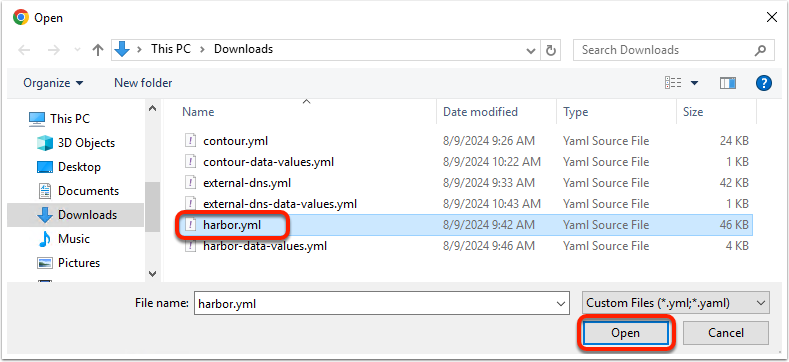 Open
This PC > Downloads
Search Downloads
Organize
New folder
?
This PC
3D Objects
Desktop
Documents
Downloads
Music
Pictures
Name Date modified Type Size
contour.yml 8/9/2024 9:26 AM Yaml Source File 24 KB
contour-data-values.yml 8/9/2024 10:22 AM Yaml Source File 1 KB
external-dns.yml 8/9/2024 9:33 AM Yaml Source File 42 KB
external-dns-data-values.yml 8/9/2024 10:43 AM Yaml Source File 1 KB
harbor.yml 8/9/2024 9:42 AM Yaml Source File 46 KB
harbor-data-values.yml 8/9/2024 9:46 AM Yaml Source File 4 KB
File name: harbor.yml Custom Files (*.yml;*.yaml)
Open Cancel